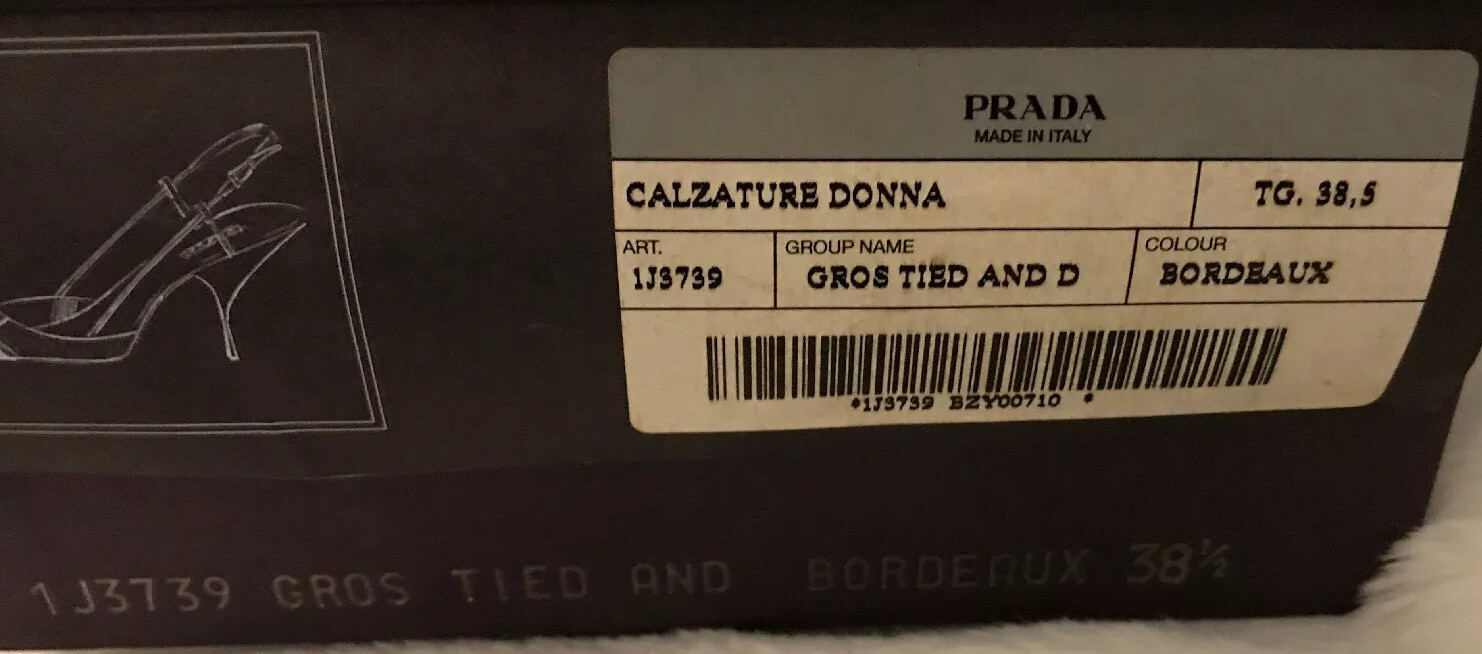 PRADA
MADE IN ITALY
CALZATURE DONNA
TG. 38,5
ART.
1J3739
GROUP NAME
GROS TIED AND D
COLOUR
BORDEAUX
*1J3739 BZY00710 *
1J3739 GROS TIED AND BORDEAUX 38½